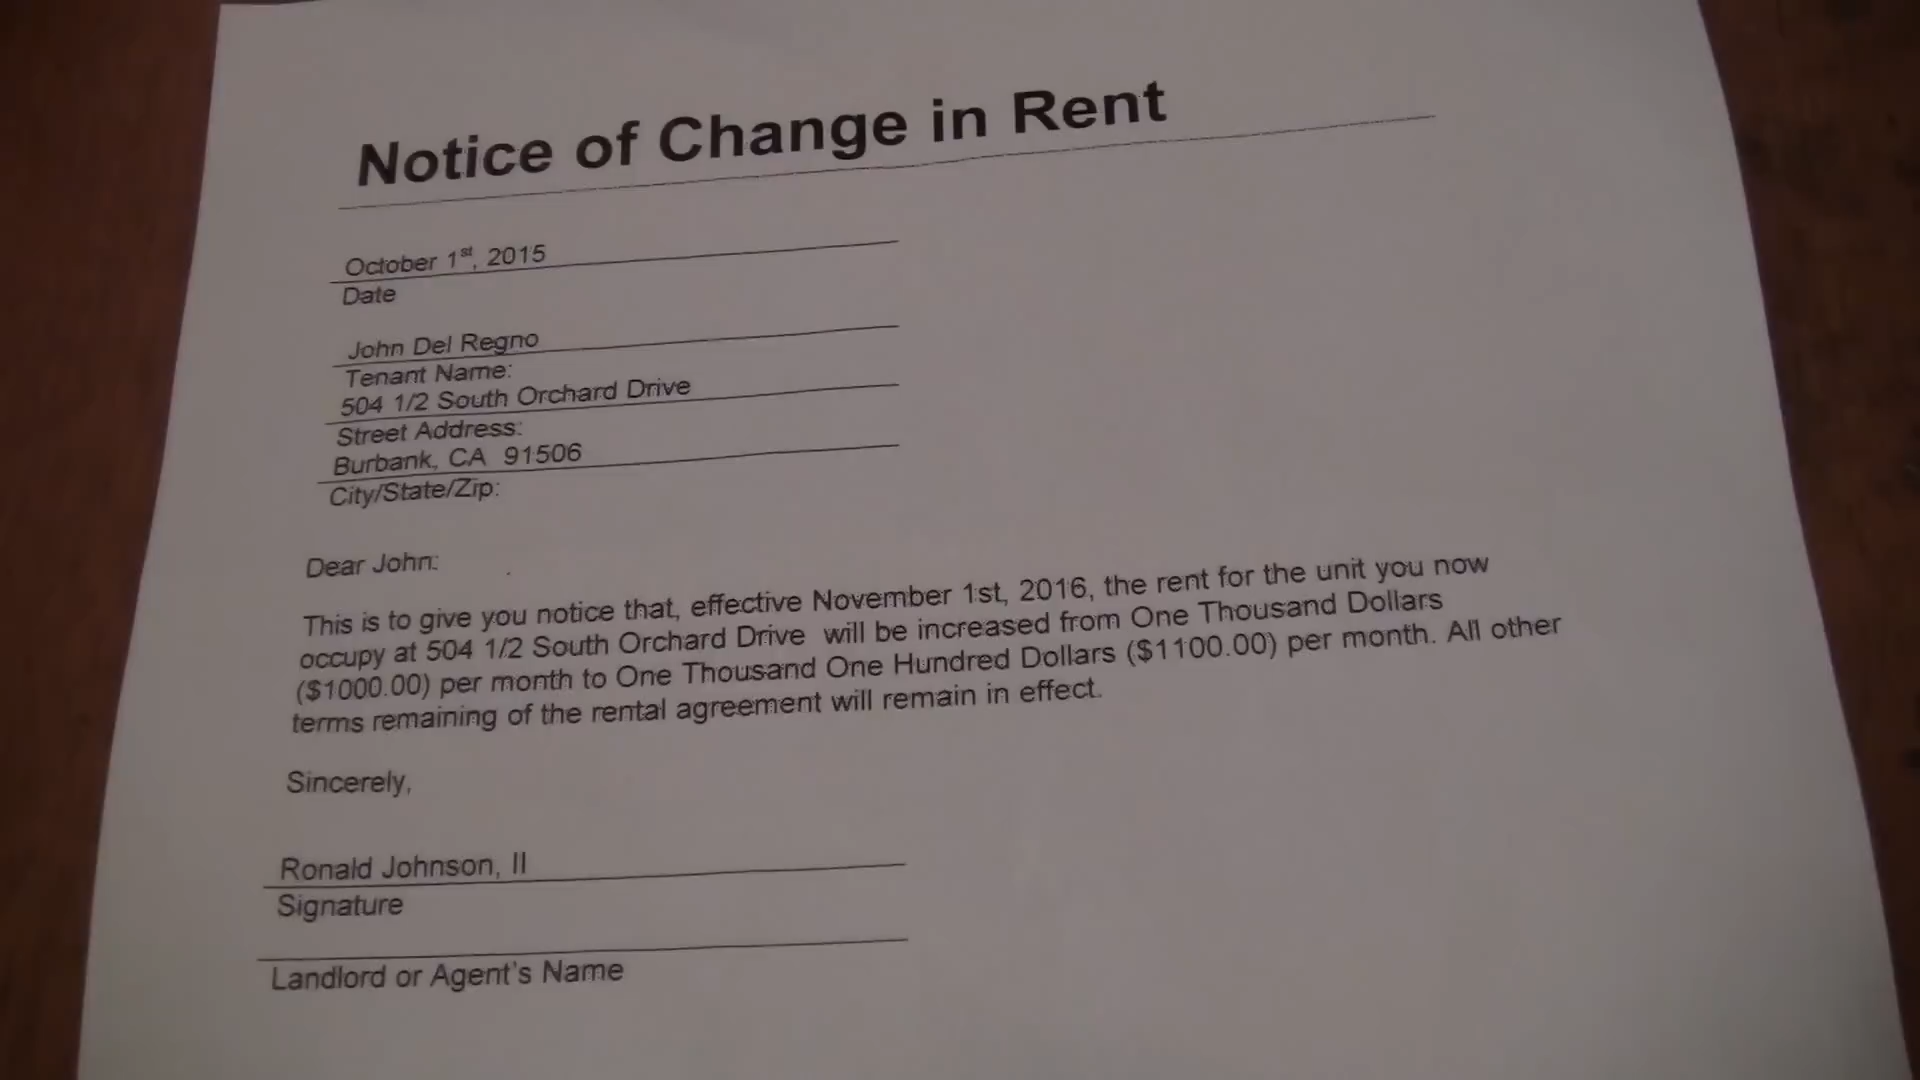 Notice of Change in Rent
October 1st, 2015
Date
John Del Regno
Tenant Name:
504 1/2 South Orchard Drive
Street Address:
Burbank, CA 91506
City/State/Zip:
Dear John:
This is to give you notice that, effective November 1st, 2016, the rent for the unit you now
occupy at 504 1/2 South Orchard Drive will be increased from One Thousand Dollars
($1000.00) per month to One Thousand One Hundred Dollars ($1100.00) per month. All other
terms remaining of the rental agreement will remain in effect.
Sincerely,
Ronald Johnson, II
Signature
Landlord or Agent's Name